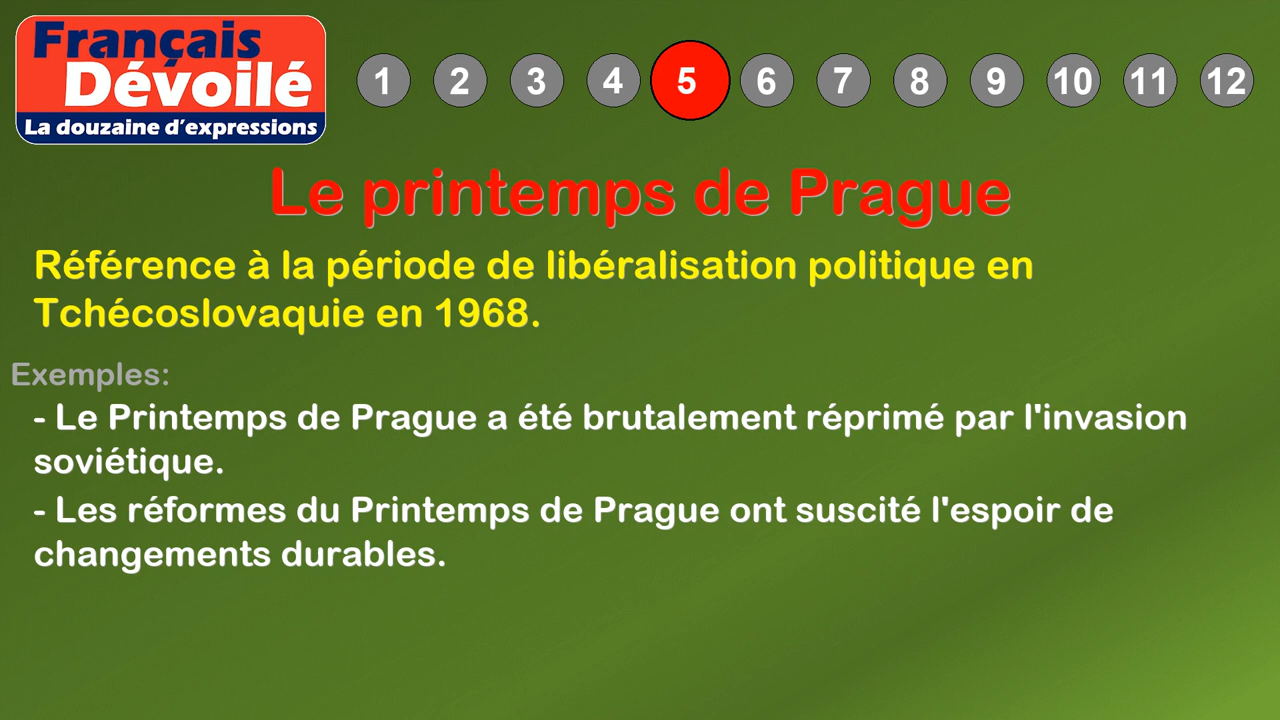 Français
Dévoilé
La douzaine d'expressions
1 2 3 4 5 6 7 8 9 10 11 12
Le printemps de Prague
Référence à la période de libéralisation politique en
Tchécoslovaquie en 1968.
Exemples:
- Le Printemps de Prague a été brutalement réprimé par l'invasion
soviétique.
- Les réformes du Printemps de Prague ont suscité l'espoir de
changements durables.